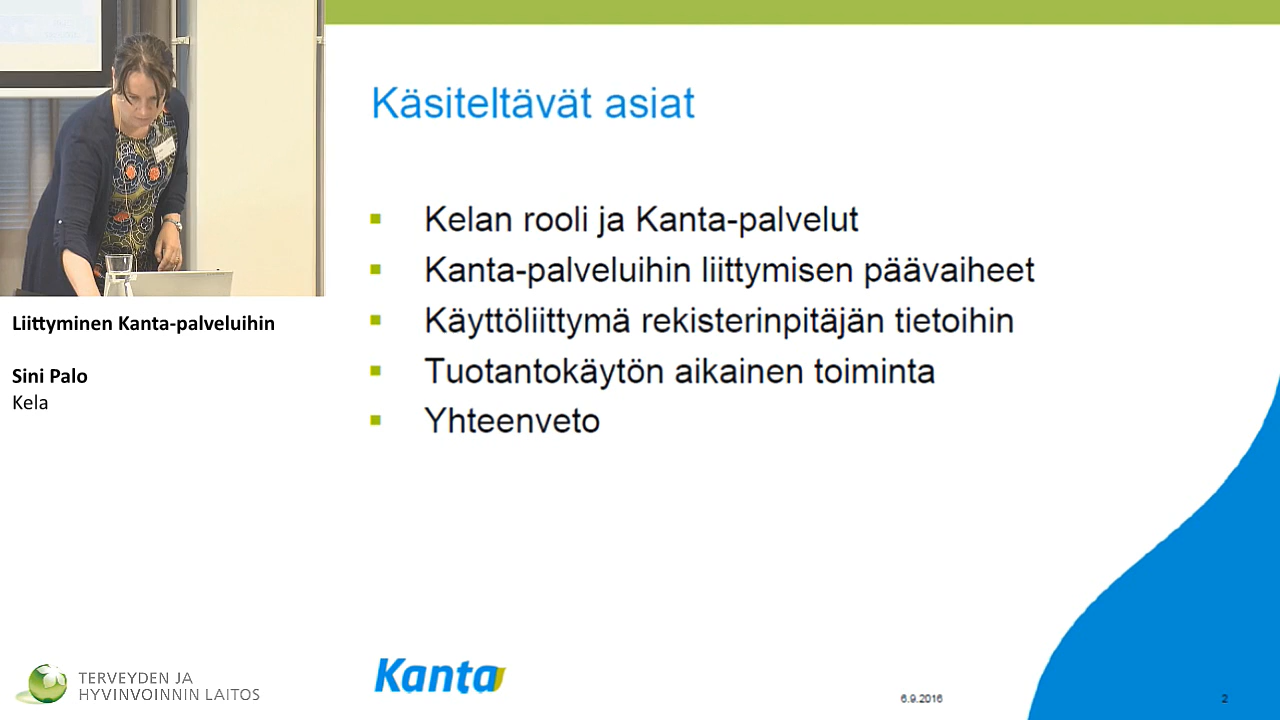 Käsiteltävät asiat
Kelan rooli ja Kanta-palvelut
Kanta-palveluihin liittymisen päävaiheet
Käyttöliittymä rekisterinpitäjän tietoihin
Tuotantokäytön aikainen toiminta
Yhteenveto
Liittyminen Kanta-palveluihin
Sini Palo
Kela
TERVEYDEN JA
HYVINVOINNIN LAITOS
Kanta
6.9.2016
2